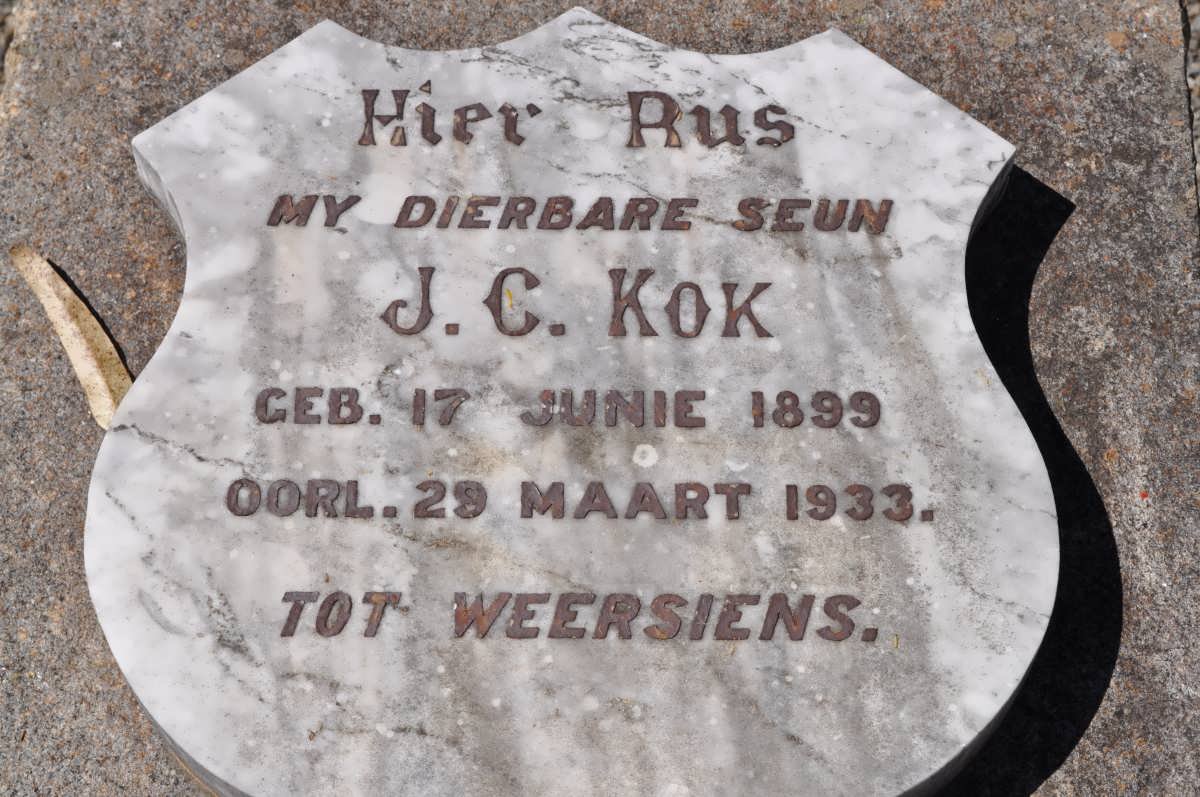 Hier Rus
MY DIERBARE SEUN
J. C. KOK
GEB. 17 JUNIE 1899
OORL. 29 MAART 1933.
TOT WEERSIENS.